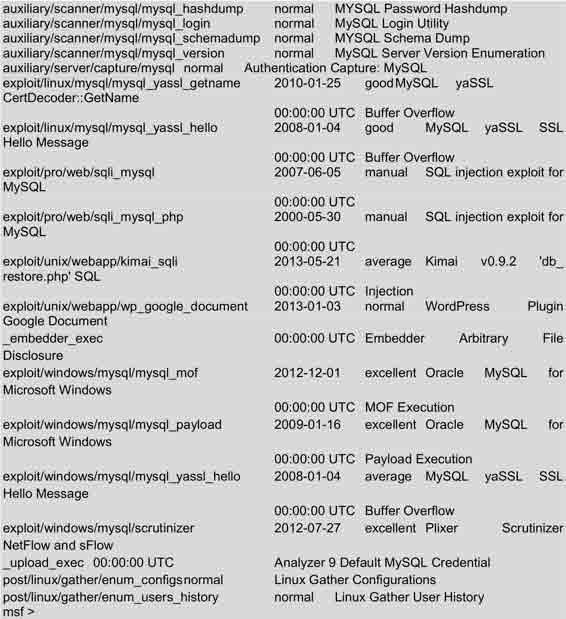 auxiliary/scanner/mysql/mysql_hashdump normal MYSQL Password Hashdump
auxiliary/scanner/mysql/mysql_login normal MySQL Login Utility
auxiliary/scanner/mysql/mysql_schemadump normal MYSQL Schema Dump
auxiliary/scanner/mysql/mysql_version normal MySQL Server Version Enumeration
auxiliary/server/capture/mysql normal Authentication Capture: MySQL
exploit/linux/mysql/mysql_yassl_getname 2010-01-25 goodMySQL yaSSL
CertDecoder::GetName
00:00:00 UTC Buffer Overflow
exploit/linux/mysql/mysql_yassl_hello 2008-01-04 good MySQL yaSSL SSL
Hello Message
00:00:00 UTC Buffer Overflow
exploit/pro/web/sqli_mysql 2007-06-05 manual SQL injection exploit for
MySQL
00:00:00 UTC
exploit/pro/web/sqli_mysql_php 2000-05-30 manual SQL injection exploit for
MySQL
00:00:00 UTC
exploit/unix/webapp/kimai_sqli 2013-05-21 average Kimai v0.9.2 'db_
restore.php' SQL
00:00:00 UTC Injection
exploit/unix/webapp/wp_google_document 2013-01-03 normal WordPress Plugin
Google Document
_embedder_exec 00:00:00 UTC Embedder Arbitrary File
Disclosure
exploit/windows/mysql/mysql_mof 2012-12-01 excellent Oracle MySQL for
Microsoft Windows
00:00:00 UTC MOF Execution
exploit/windows/mysql/mysql_payload 2009-01-16 excellent Oracle MySQL for
Microsoft Windows
00:00:00 UTC Payload Execution
exploit/windows/mysql/mysql_yassl_hello 2008-01-04 average MySQL yaSSL SSL
Hello Message
00:00:00 UTC Buffer Overflow
exploit/windows/mysql/scrutinizer 2012-07-27 excellent Plixer Scrutinizer
NetFlow and sFlow
_upload_exec 00:00:00 UTC Analyzer 9 Default MySQL Credential
post/linux/gather/enum_configsnormal Linux Gather Configurations
post/linux/gather/enum_users_history normal Linux Gather User History
msf >